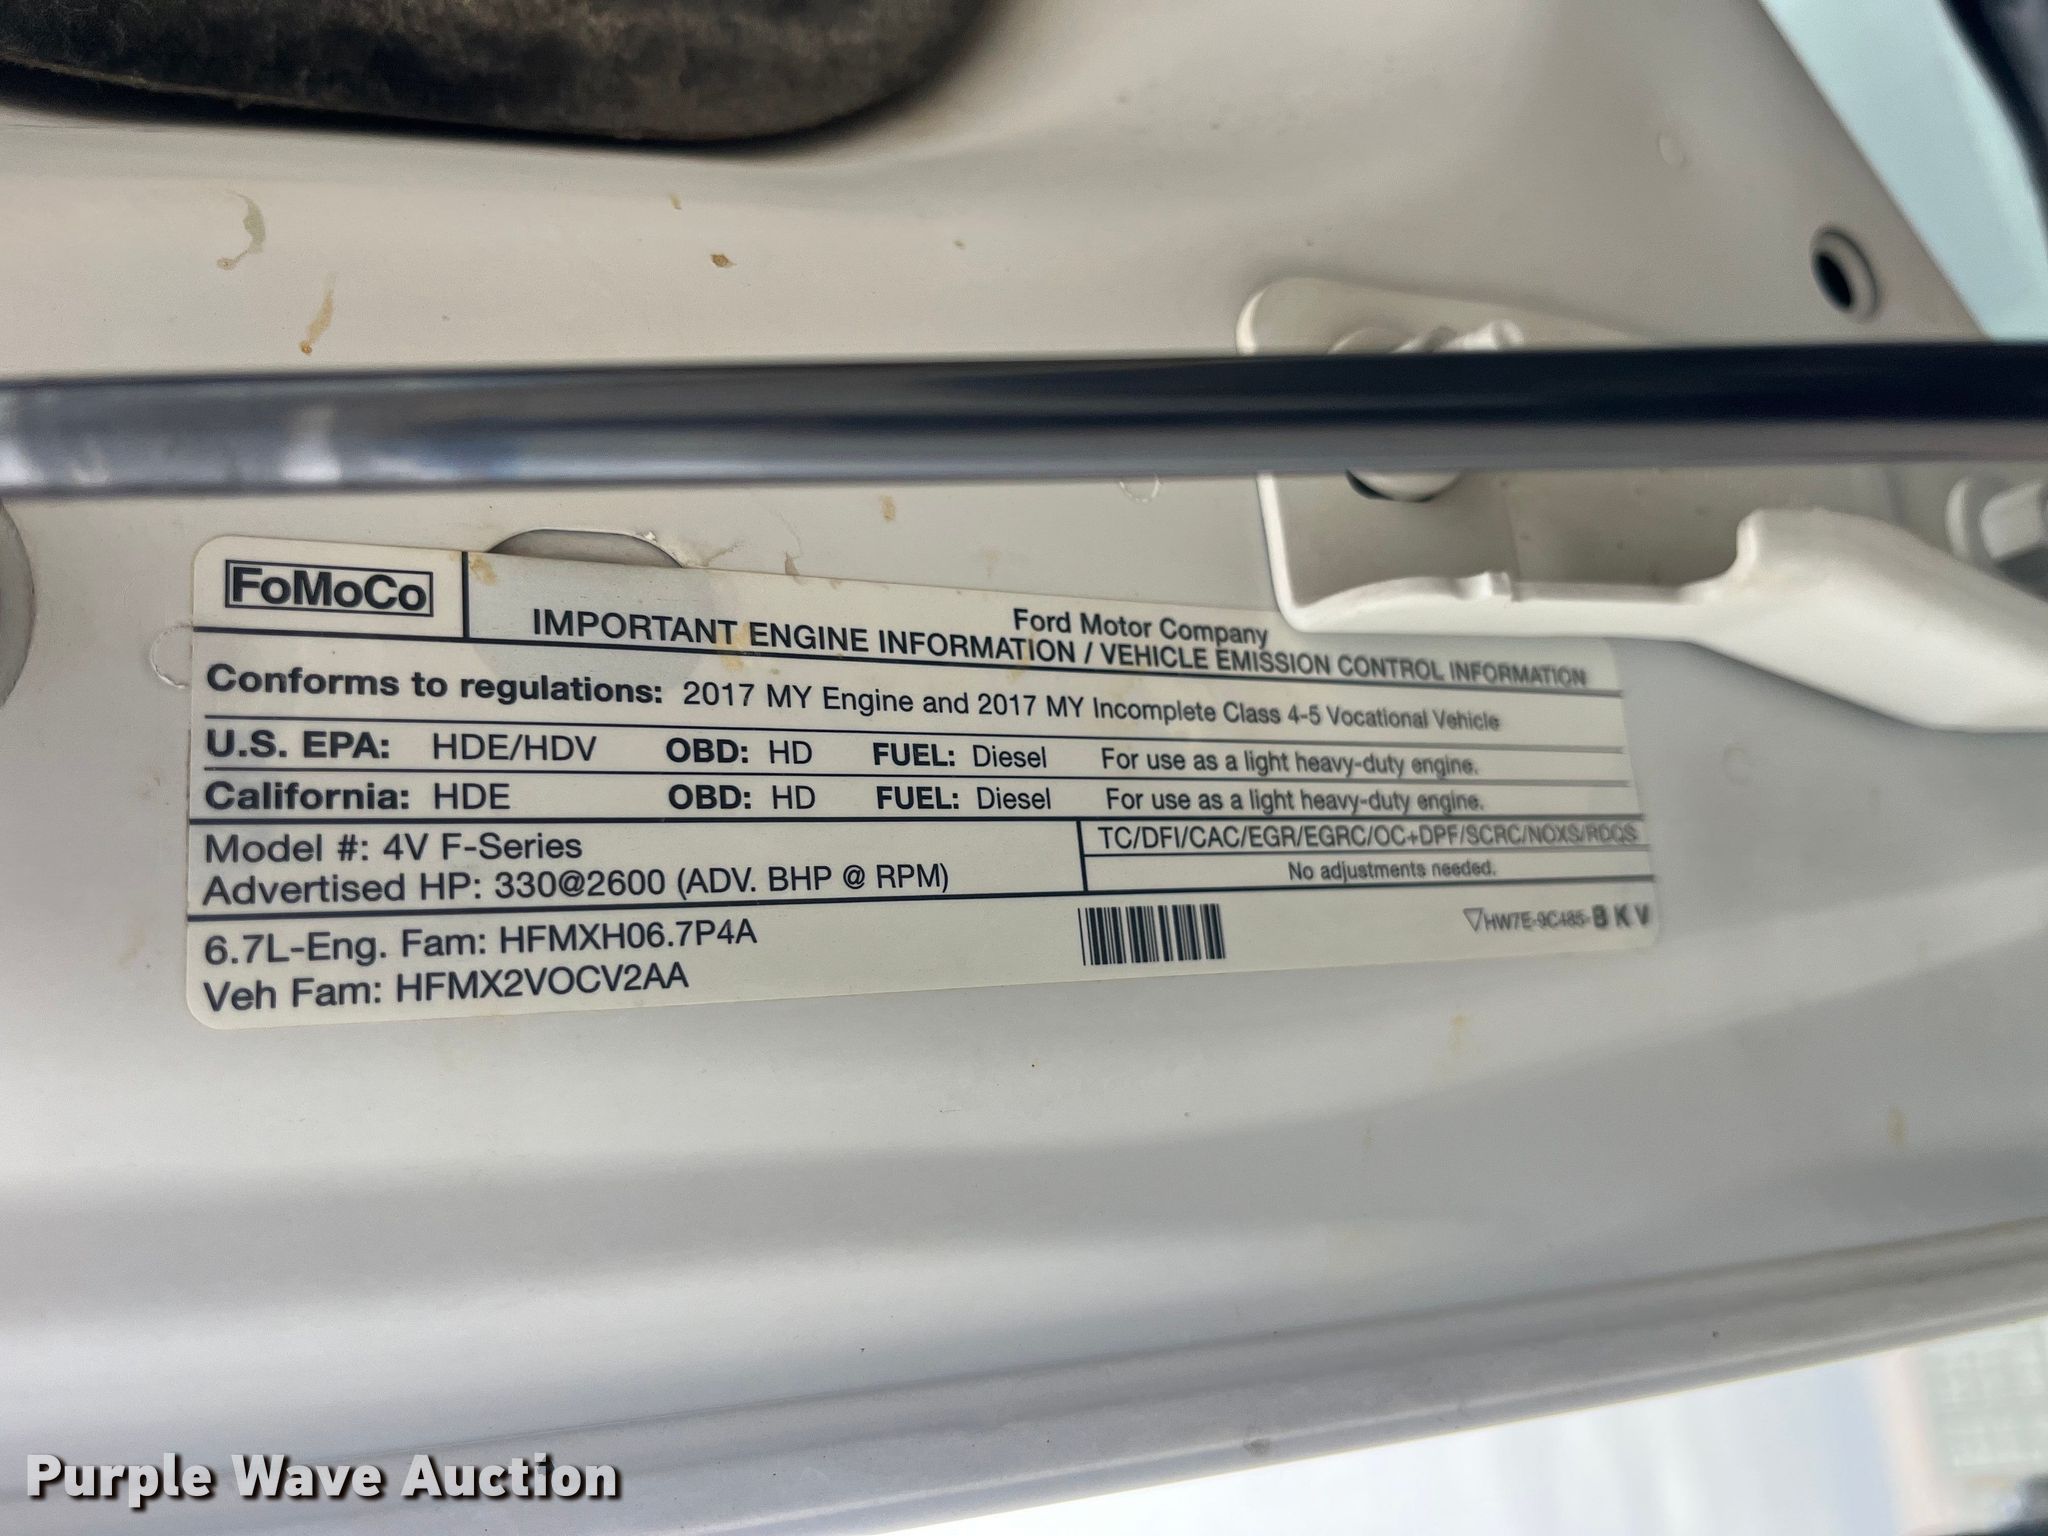 FoMoCo
Ford Motor Company
IMPORTANT ENGINE INFORMATION / VEHICLE EMISSION CONTROL INFORMATION
Conforms to regulations: 2017 MY Engine and 2017 MY Incomplete Class 4-5 Vocational Vehicle
U.S. EPA: HDE/HDV OBD: HD FUEL: Diesel For use as a light heavy-duty engine.
California: HDE OBD: HD FUEL: Diesel For use as a light heavy-duty engine.
Model #: 4V F-Series
Advertised HP: 330@2600 (ADV. BHP @ RPM)
TC/DFI/CAC/EGR/EGRC/OC+DPF/SCRC/NOXS/RDQS
No adjustments needed.
6.7L-Eng. Fam: HFMXH06.7P4A
Veh Fam: HFMX2VOCV2AA
HW7E-9C485-BKV
Purple Wave Auction